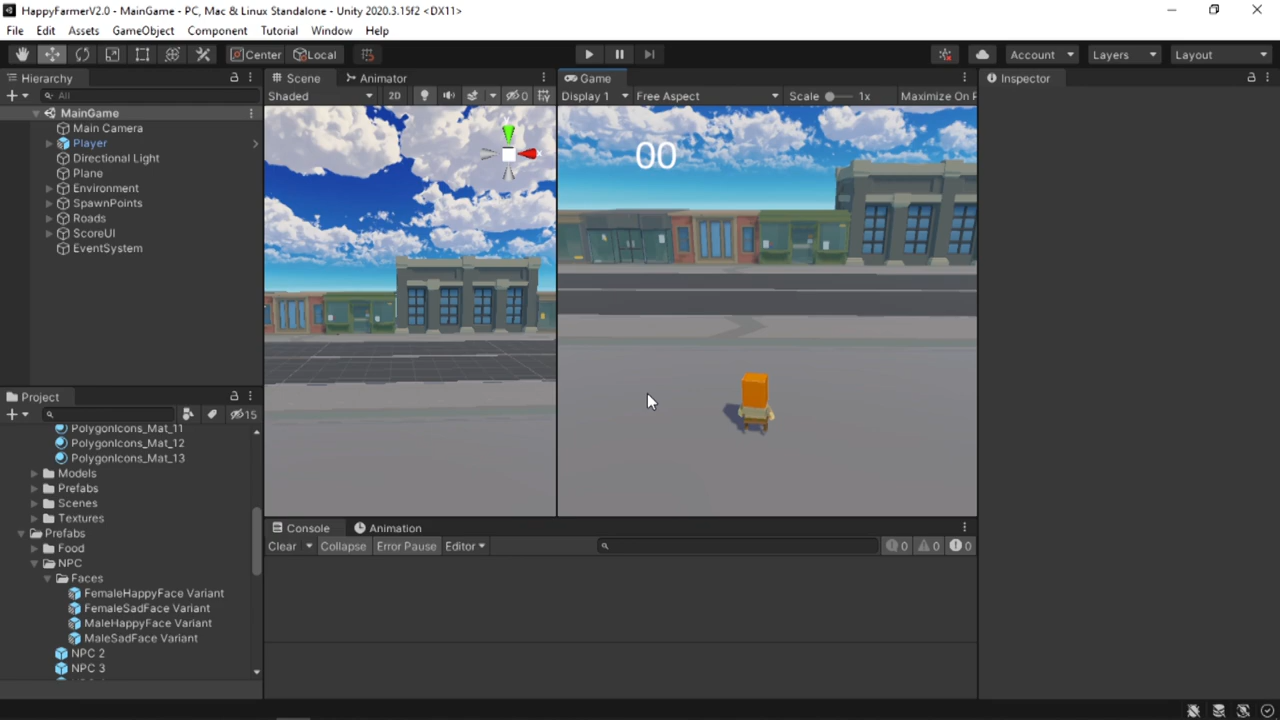 HappyFarmerV2.0 - MainGame - PC, Mac & Linux Standalone - Unity 2020.3.15f2 <DX11>
File Edit Assets GameObject Component Tutorial Window Help
Center Local Account Layers Layout
Hierarchy
All
MainGame
Main Camera
Player
Directional Light
Plane
Environment
SpawnPoints
Roads
ScoreUI
EventSystem
Scene Animator
Shaded 2D 0
y
x
Game
Display 1 Free Aspect Scale 1x Maximize On P
00
Inspector
Project
15
PolygonIcons_Mat_11
PolygonIcons_Mat_12
PolygonIcons_Mat_13
Models
Prefabs
Scenes
Textures
Prefabs
Food
NPC
Faces
FemaleHappyFace Variant
FemaleSadFace Variant
MaleHappyFace Variant
MaleSadFace Variant
NPC 2
NPC 3
Console Animation
Clear Collapse Error Pause Editor 0 0 0